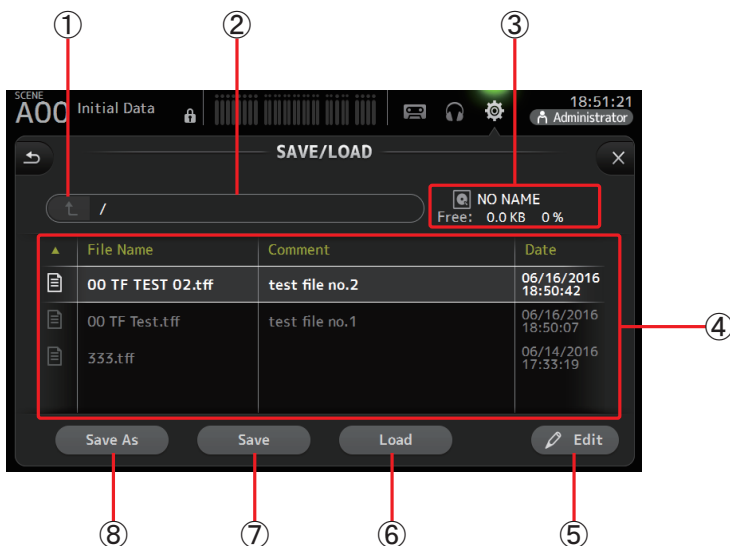 ① ② ③
SCENE
A00 Initial Data
18:51:21
Administrator
SAVE/LOAD
/
NO NAME
Free: 0.0 KB 0 %
▲ File Name Comment Date
00 TF TEST 02.tff test file no.2 06/16/2016 18:50:42
00 TF Test.tff test file no.1 06/16/2016 18:50:07
333.tff 06/14/2016 17:33:19
④
Save As Save Load Edit
⑧ ⑦ ⑥ ⑤